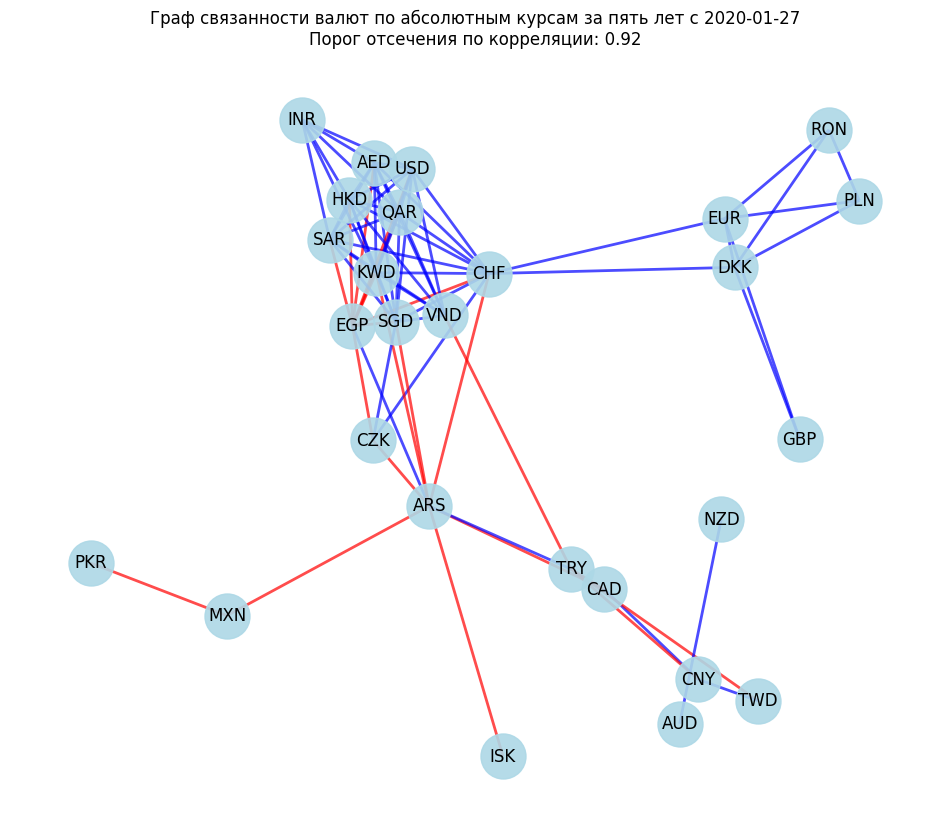 Граф связанности валют по абсолютным курсам за пять лет с 2020-01-27
Порог отсечения по корреляции: 0.92
INR
RON
AED
USD
HKD
PLN
QAR
EUR
SAR
DKK
KWD
CHF
VND
SGD
EGP
GBP
CZK
ARS
NZD
PKR
TRY
CAD
MXN
CNY
TWD
AUD
ISK